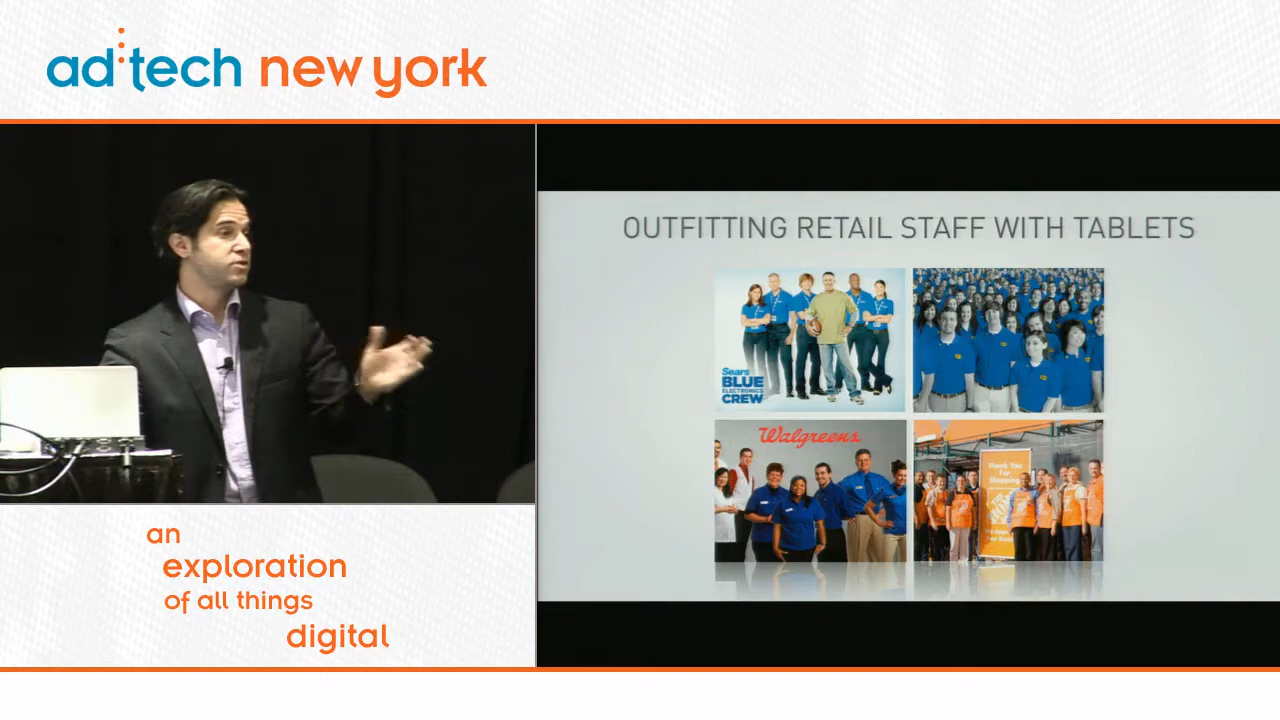 ad:tech new york
OUTFITTING RETAIL STAFF WITH TABLETS
Sears
BLUE
ELECTRONICS
CREW
Walgreens
Thank You
For
Shopping
an
exploration
of all things
digital